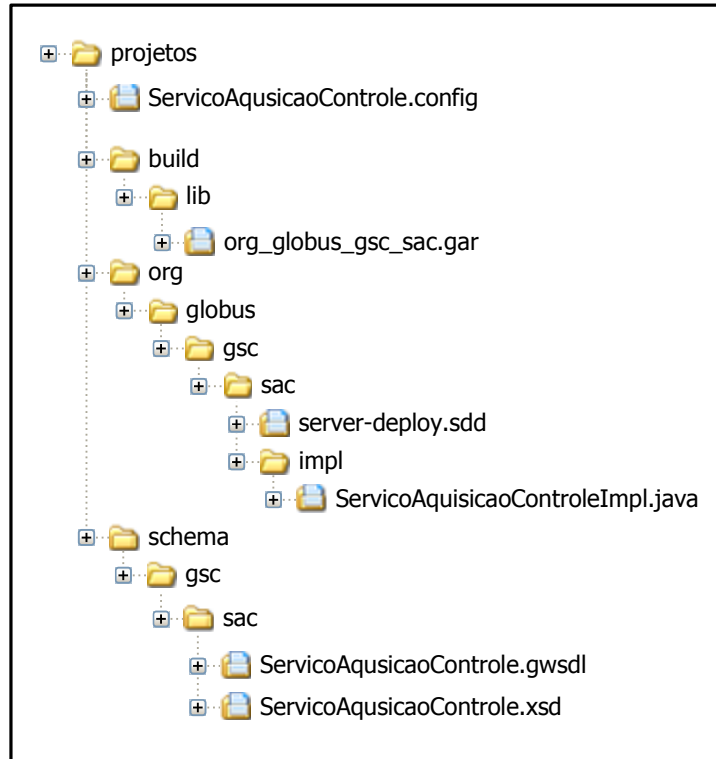 projetos
ServicoAqusicaoControle.config
build
lib
org_globus_gsc_sac.gar
org
globus
gsc
sac
server-deploy.sdd
impl
ServicoAquisicaoControleImpl.java
schema
gsc
sac
ServicoAqusicaoControle.gwsdl
ServicoAqusicaoControle.xsd